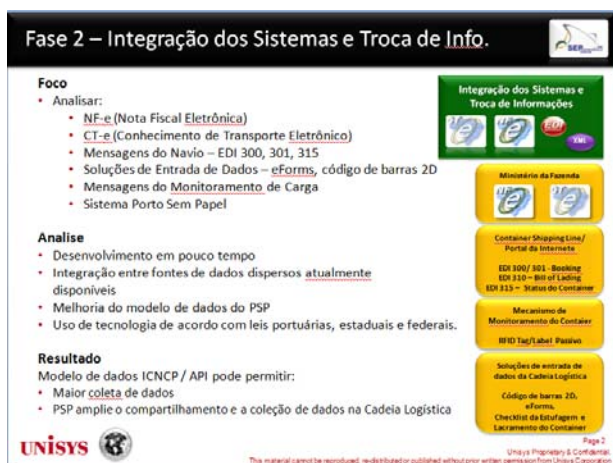 Fase 2 – Integração dos Sistemas e Troca de Info.
SEP
Foco
• Analisar:
• NF-e (Nota Fiscal Eletrônica)
• CT-e (Conhecimento de Transporte Eletrônico)
• Mensagens do Navio – EDI 300, 301, 315
• Soluções de Entrada de Dados – eForms, código de barras 2D
• Mensagens do Monitoramento de Carga
• Sistema Porto Sem Papel
Analise
• Desenvolvimento em pouco tempo
• Integração entre fontes de dados dispersos atualmente
disponíveis
• Melhoria do modelo de dados do PSP
• Uso de tecnologia de acordo com leis portuárias, estaduais e federais.
Resultado
Modelo de dados ICNCP / API pode permitir:
• Maior coleta de dados
• PSP amplie o compartilhamento e a coleção de dados na Cadeia Logística
Integração dos Sistemas e
Troca de Informações
EDI
XML
Ministério da Fazenda
Container Shipping Line/
Portal da Internete
EDI 300/ 301 - Booking
EDI 310 – Bill of Lading
EDI 315 – Status do Container
Mecanismo de
Monitoramento do Contaier
RFID Tag/Label Passivo
Soluções de entrada de
dados da Cadeia Logística
Código de barras 2D,
eForms,
Checklist da Estufagem e
Lacramento do Container
UNISYS
Page 2
Unisys Proprietary & Confidential
This material cannot be reproduced, re-distributed or published without prior written permission from Unisys Corporation